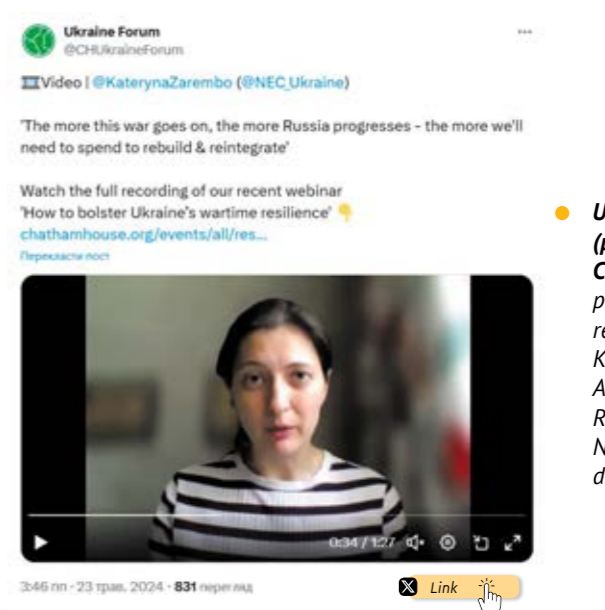 Ukraine Forum
@CHUkraineForum
Video | @KaterynaZarembo (@NEC_Ukraine)
'The more this war goes on, the more Russia progresses – the more we'll
need to spend to rebuild & reintegrate'
Watch the full recording of our recent webinar
'How to bolster Ukraine's wartime resilience'
chathamhouse.org/events/all/res...
Перекласти пост
0:34 / 1:27
3:46 пп · 23 трав. 2024 · 831 перегляд
Link
U
(p
C
p
re
K
A
R
N
d